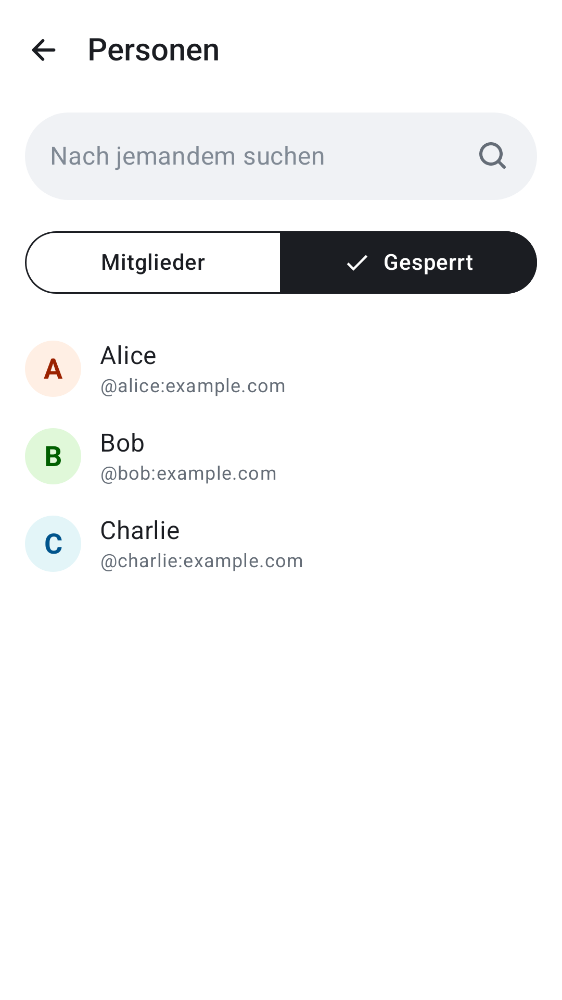 Personen
Nach jemandem suchen
Mitglieder
Gesperrt
A
Alice
@alice:example.com
B
Bob
@bob:example.com
C
Charlie
@charlie:example.com